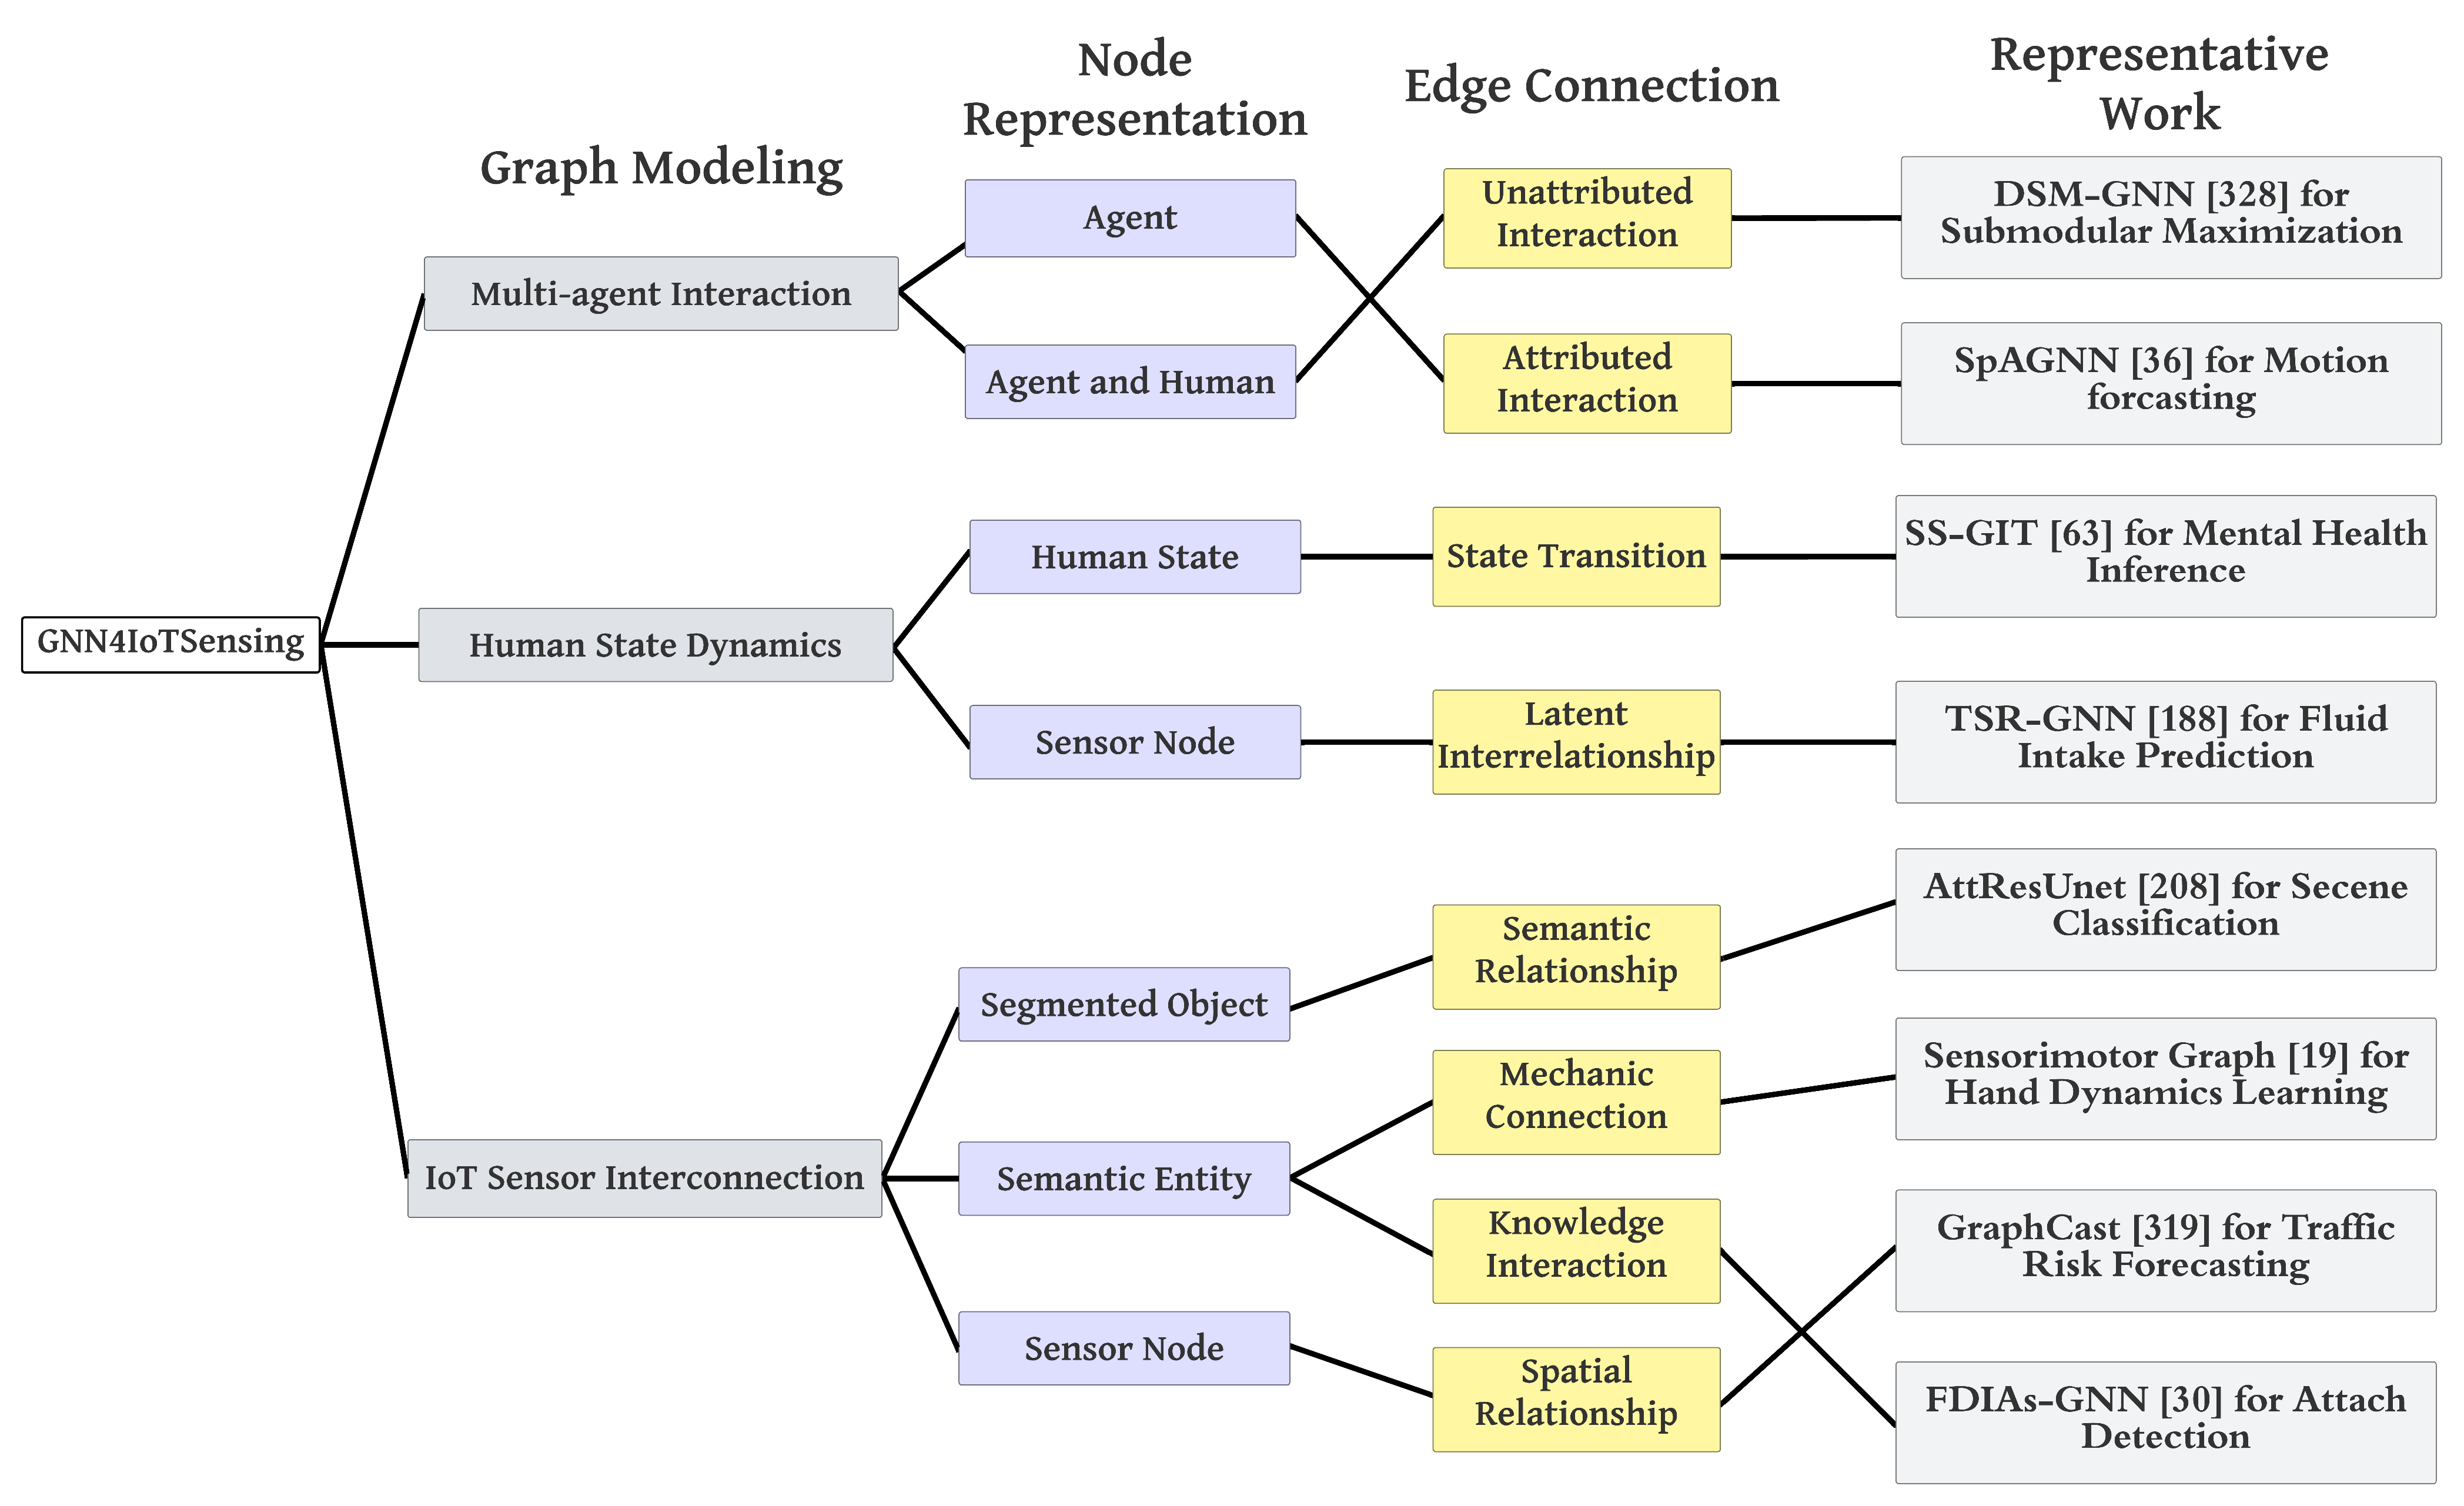 Graph Modeling
Node
Representation
Edge Connection
Representative
Work
GNN4IoTSensing
Multi-agent Interaction
Agent
Agent and Human
Unattributed
Interaction
Attributed
Interaction
DSM-GNN [328] for
Submodular Maximization
SpAGNN [36] for Motion
forcasting
Human State Dynamics
Human State
Sensor Node
State Transition
Latent
Interrelationship
SS-GIT [63] for Mental Health
Inference
TSR-GNN [188] for Fluid
Intake Prediction
IoT Sensor Interconnection
Segmented Object
Semantic Entity
Sensor Node
Semantic
Relationship
Mechanic
Connection
Knowledge
Interaction
Spatial
Relationship
AttResUnet [208] for Secene
Classification
Sensorimotor Graph [19] for
Hand Dynamics Learning
GraphCast [319] for Traffic
Risk Forecasting
FDIAs-GNN [30] for Attach
Detection